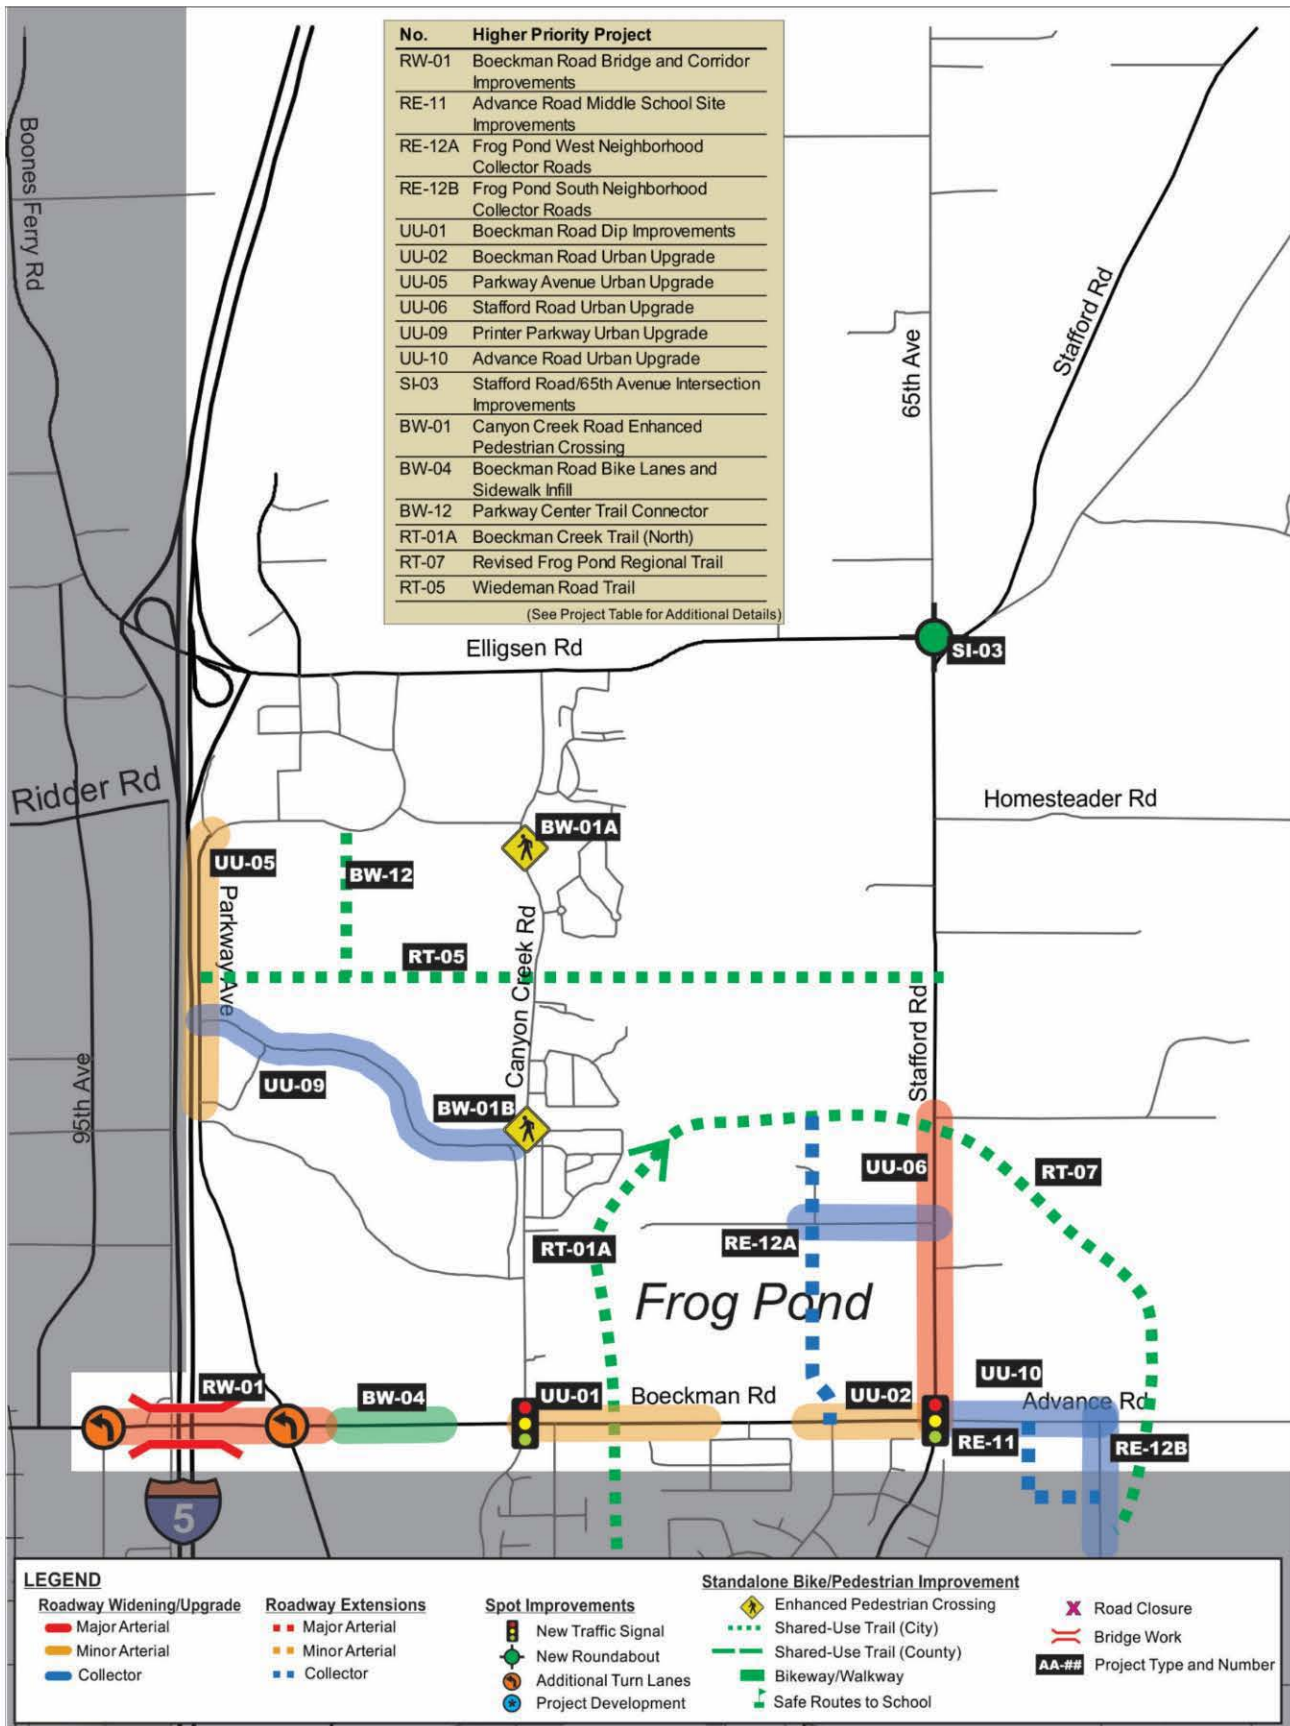 No. Higher Priority Project
RW-01 Boeckman Road Bridge and Corridor
Improvements
RE-11 Advance Road Middle School Site
Improvements
RE-12A Frog Pond West Neighborhood
Collector Roads
RE-12B Frog Pond South Neighborhood
Collector Roads
UU-01 Boeckman Road Dip Improvements
UU-02 Boeckman Road Urban Upgrade
UU-05 Parkway Avenue Urban Upgrade
UU-06 Stafford Road Urban Upgrade
UU-09 Printer Parkway Urban Upgrade
UU-10 Advance Road Urban Upgrade
SI-03 Stafford Road/65th Avenue Intersection
Improvements
BW-01 Canyon Creek Road Enhanced
Pedestrian Crossing
BW-04 Boeckman Road Bike Lanes and
Sidewalk Infill
BW-12 Parkway Center Trail Connector
RT-01A Boeckman Creek Trail (North)
RT-07 Revised Frog Pond Regional Trail
RT-05 Wiedeman Road Trail
(See Project Table for Additional Details)
Boones Ferry Rd
65th Ave
Stafford Rd
Elligsen Rd
SI-03
Ridder Rd
Homesteader Rd
BW-01A
UU-05
BW-12
Parkway Ave
RT-05
Canyon Creek Rd
Stafford Rd
95th Ave
UU-09
BW-01B
UU-06
RT-07
RE-12A
RT-01A
Frog Pond
RW-01
BW-04
UU-01
Boeckman Rd
UU-02
UU-10
Advance Rd
RE-11
RE-12B
5
LEGEND
Roadway Widening/Upgrade
Major Arterial
Minor Arterial
Collector
Roadway Extensions
Major Arterial
Minor Arterial
Collector
Spot Improvements
New Traffic Signal
New Roundabout
Additional Turn Lanes
Project Development
Standalone Bike/Pedestrian Improvement
Enhanced Pedestrian Crossing
Shared-Use Trail (City)
Shared-Use Trail (County)
Bikeway/Walkway
Safe Routes to School
Road Closure
Bridge Work
AA-## Project Type and Number